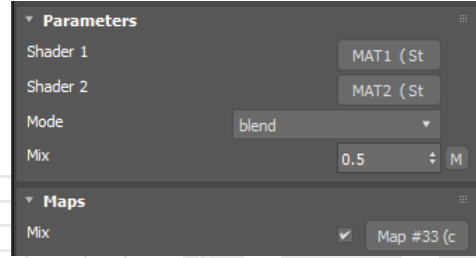 Parameters
Shader 1 MAT1 ( St
Shader 2 MAT2 ( St
Mode blend
Mix 0.5 M
Maps
Mix Map #33 (c